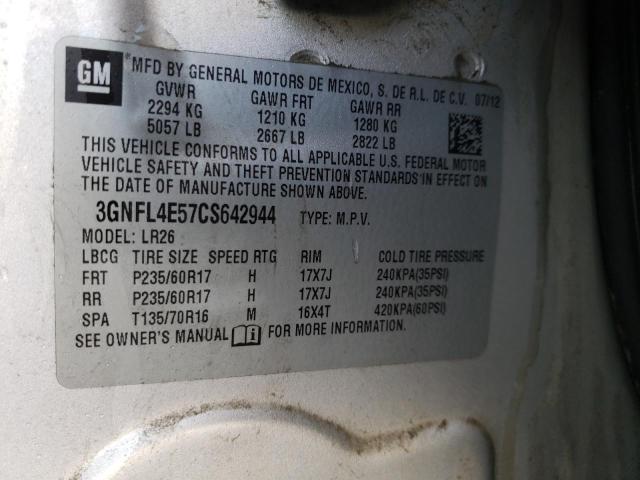 GM
*MFD BY GENERAL MOTORS DE MEXICO, S. DE R.L. DE C.V. 07/12
GVWR GAWR FRT GAWR RR
2294 KG 1210 KG 1280 KG
5057 LB 2667 LB 2822 LB
THIS VEHICLE CONFORMS TO ALL APPLICABLE U.S. FEDERAL MOTOR
VEHICLE SAFETY AND THEFT PREVENTION STANDARDS IN EFFECT ON
THE DATE OF MANUFACTURE SHOWN ABOVE.
3GNFL4E57CS642944 TYPE: M.P.V.
MODEL: LR26
LBCG TIRE SIZE SPEED RTG RIM COLD TIRE PRESSURE
FRT P235/60R17 H 17X7J 240KPA(35PSI)
RR P235/60R17 H 17X7J 240KPA(35PSI)
SPA T135/70R16 M 16X4T 420KPA(60PSI)
SEE OWNER'S MANUAL FOR MORE INFORMATION.